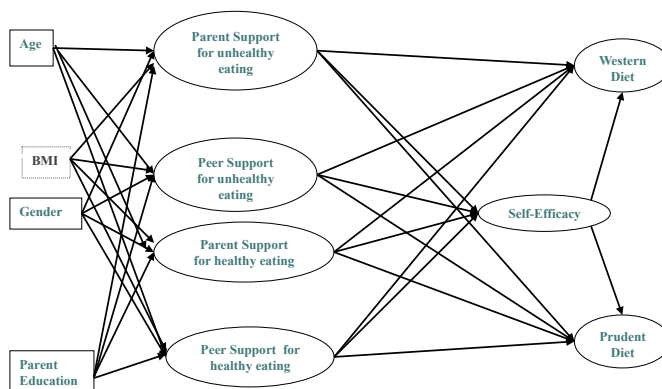 Age
BMI
Gender
Parent
Education
Parent Support
for unhealthy
eating
Peer Support
for unhealthy
eating
Parent Support
for healthy eating
Peer Support for
healthy eating
Self-Efficacy
Western
Diet
Prudent
Diet